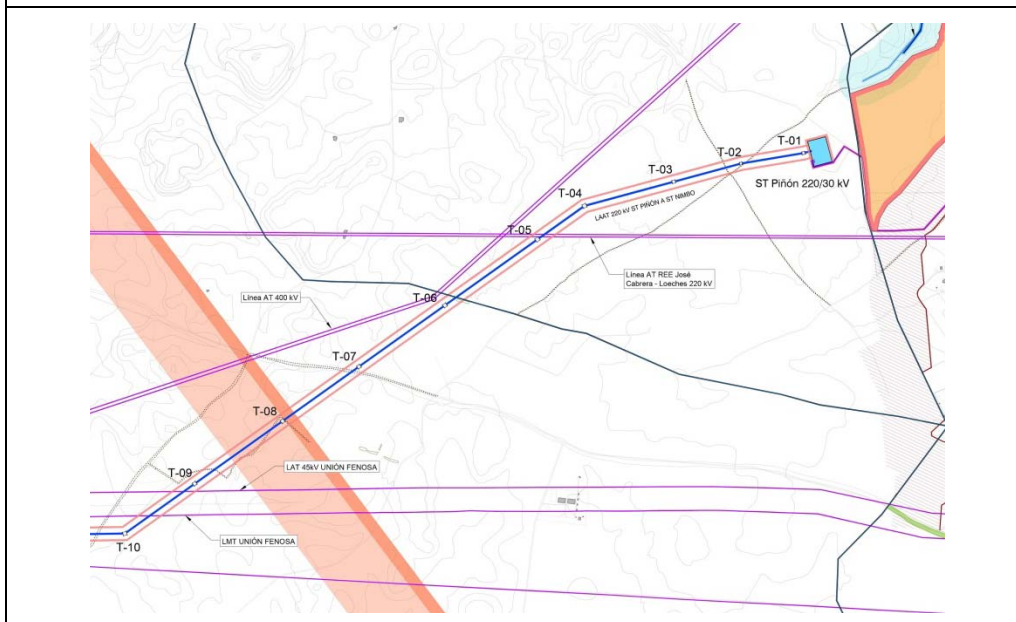 T-01
T-02
T-03
ST Piñón 220/30 kV
T-04
LAAT 220 kV ST PIÑÓN A ST NIMBO
T-05
Línea AT REE José
Cabrera - Loeches 220 kV
Línea AT 400 kV
T-06
T-07
T-08
LAT 45kV UNIÓN FENOSA
T-09
LMT UNIÓN FENOSA
T-10